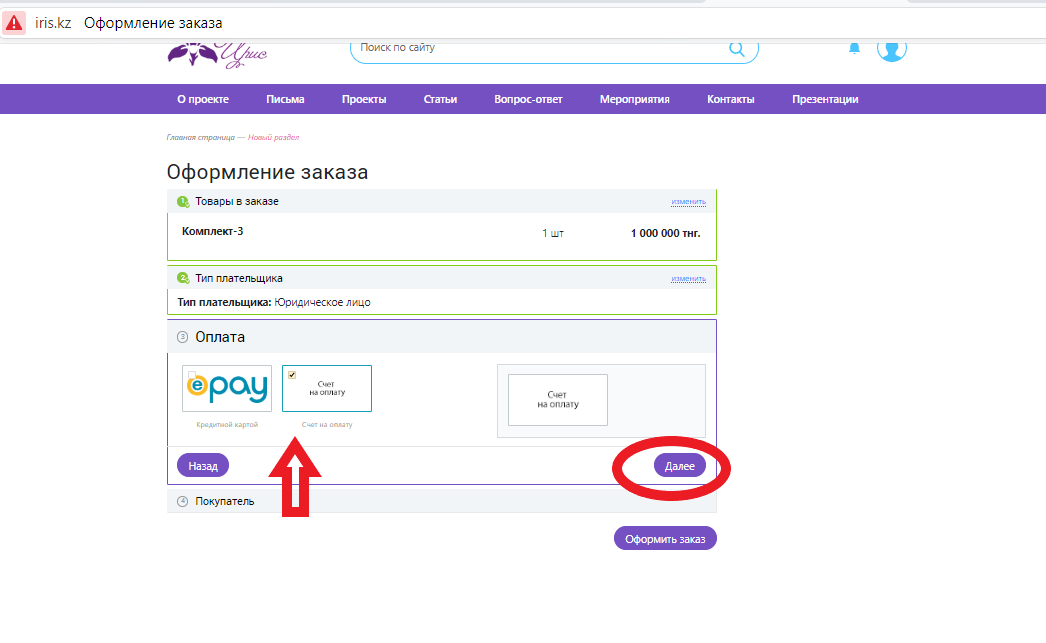 iris.kz Оформление заказа
Ирис
Поиск по сайту
О проекте Письма Проекты Статьи Вопрос-ответ Мероприятия Контакты Презентации
Главная страница — Новый раздел
Оформление заказа
1 Товары в заказе изменить
Комплект-3 1 шт 1 000 000 тнг.
2 Тип плательщика изменить
Тип плательщика: Юридическое лицо
3 Оплата
epay
Кредитной картой
Счет
на оплату
Счет на оплату
Счет
на оплату
Назад Далее
4 Покупатель
Оформить заказ